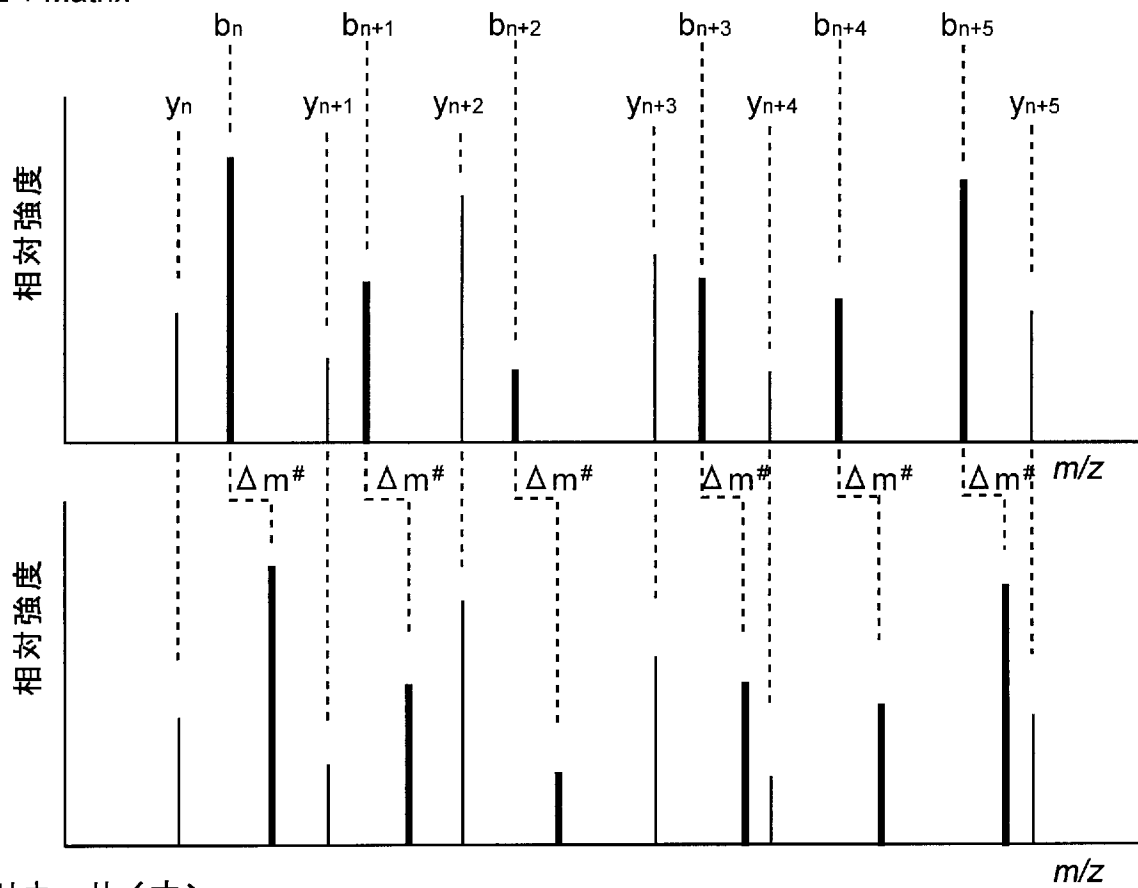 bn bn+1 bn+2 bn+3 bn+4 bn+5
yn yn+1 yn+2 yn+3 yn+4 yn+5
相対強度
m/z
Δm# Δm# Δm# Δm# Δm# Δm#
相対強度
m/z